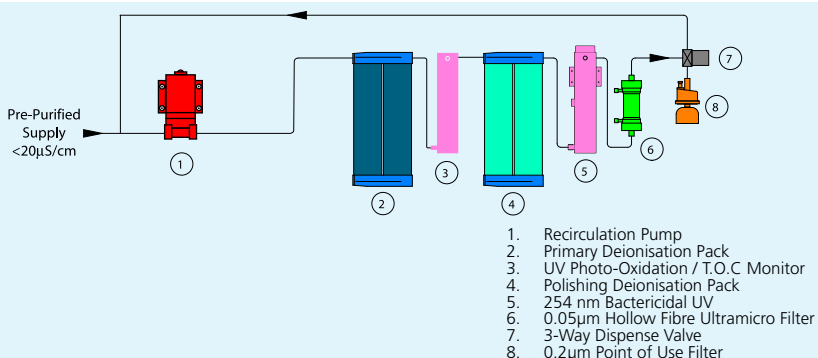 Pre-Purified
Supply
<20µS/cm
1
2
3
4
5
6
7
8
1. Recirculation Pump
2. Primary Deionisation Pack
3. UV Photo-Oxidation / T.O.C Monitor
4. Polishing Deionisation Pack
5. 254 nm Bactericidal UV
6. 0.05µm Hollow Fibre Ultramicro Filter
7. 3-Way Dispense Valve
8. 0.2µm Point of Use Filter